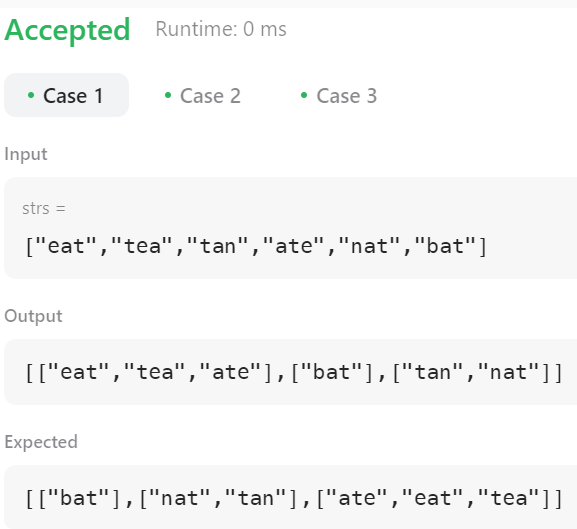 Accepted Runtime: 0 ms
Case 1 Case 2 Case 3
Input
strs =
["eat","tea","tan","ate","nat","bat"]
Output
[["eat","tea","ate"],["bat"],["tan","nat"]]
Expected
[["bat"],["nat","tan"],["ate","eat","tea"]]